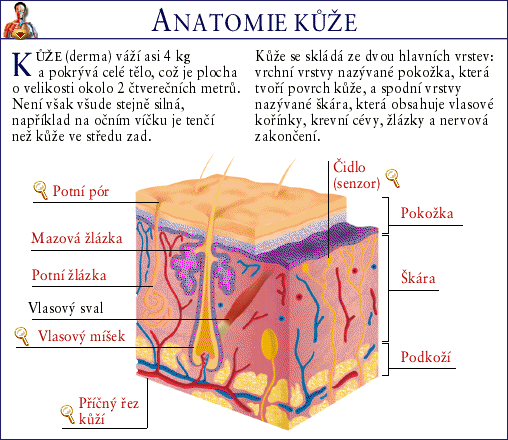 ANATOMIE KŮŽE
KŮŽE (derma) váží asi 4 kg
a pokrývá celé tělo, což je plocha
o velikosti okolo 2 čtverečních metrů.
Není však všude stejně silná,
například na očním víčku je tenčí
než kůže ve středu zad.
Kůže se skládá ze dvou hlavních vrstev:
vrchní vrstvy nazývané pokožka, která
tvoří povrch kůže, a spodní vrstvy
nazývané škára, která obsahuje vlasové
kořínky, krevní cévy, žlázky a nervová
zakončení.
Čidlo
(senzor)
Potní pór
Pokožka
Mazová žlázka
Potní žlázka
Škára
Vlasový sval
Vlasový míšek
Podkoží
Příčný řez
kůží